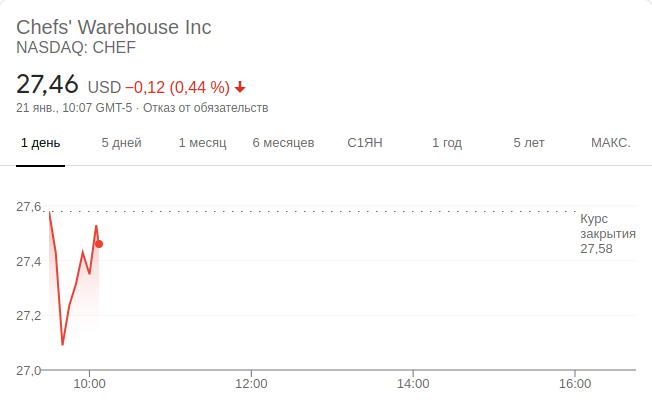 Chefs' Warehouse Inc
NASDAQ: CHEF
27,46 USD −0,12 (0,44 %)
21 янв., 10:07 GMT-5 · Отказ от обязательств
1 день 5 дней 1 месяц 6 месяцев С1ЯН 1 год 5 лет МАКС.
27,6
Курс
закрытия
27,58
27,4
27,2
27,0
10:00 12:00 14:00 16:00